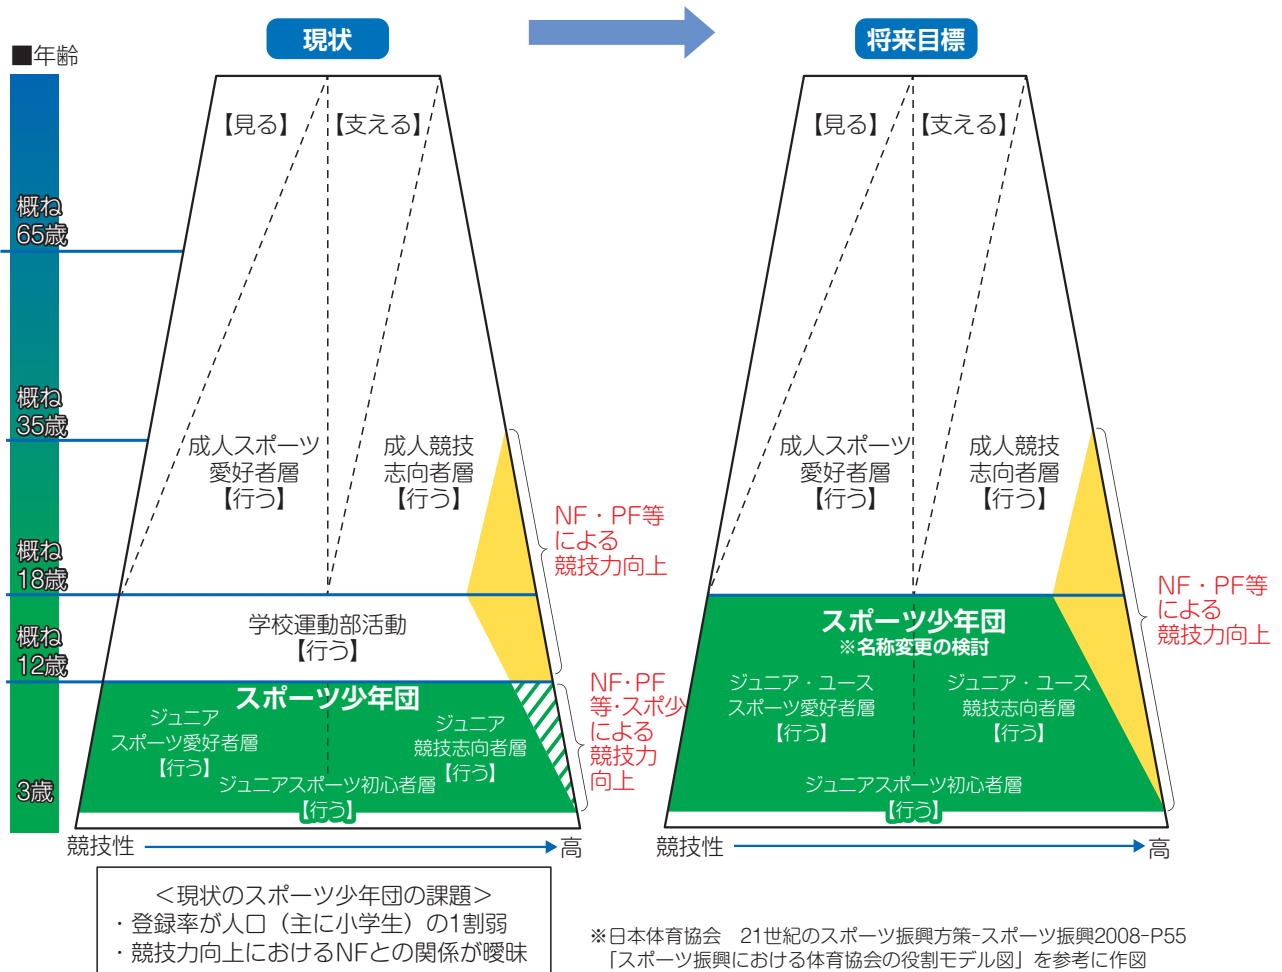 現状
将来目標
■年齢
概ね
65歳
概ね
35歳
概ね
18歳
概ね
12歳
3歳
【見る】
【支える】
成人スポーツ
愛好者層
【行う】
成人競技
志向者層
【行う】
NF・PF等
による
競技力向上
学校運動部活動
【行う】
スポーツ少年団
ジュニア
スポーツ愛好者層
【行う】
ジュニア
競技志向者層
【行う】
ジュニアスポーツ初心者層
【行う】
NF・PF
等・スポ少
による
競技力
向上
競技性
高
【見る】
【支える】
成人スポーツ
愛好者層
【行う】
成人競技
志向者層
【行う】
NF・PF等
による
競技力向上
スポーツ少年団
※名称変更の検討
ジュニア・ユース
スポーツ愛好者層
【行う】
ジュニア・ユース
競技志向者層
【行う】
ジュニアスポーツ初心者層
【行う】
競技性
高
＜現状のスポーツ少年団の課題＞
・登録率が人口（主に小学生）の1割弱
・競技力向上におけるNFとの関係が曖昧
※日本体育協会　21世紀のスポーツ振興方策-スポーツ振興2008-P55
「スポーツ振興における体育協会の役割モデル図」を参考に作図